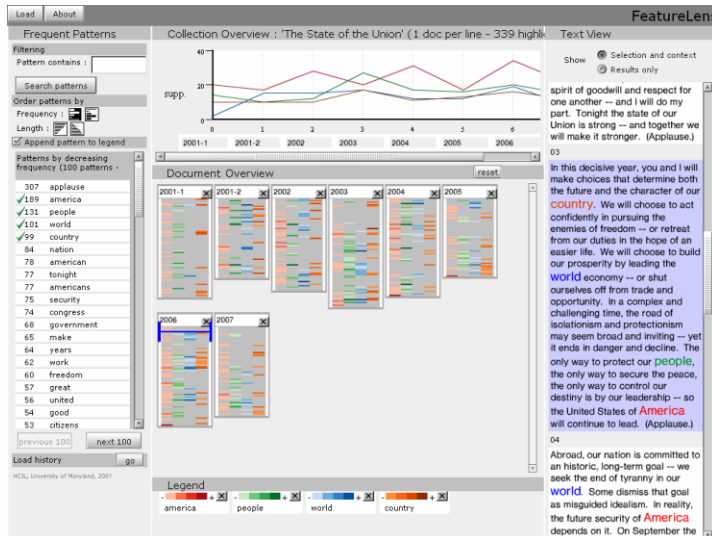 Load About
FeatureLen
Frequent Patterns
Filtering
Pattern contains :
Search patterns
Order patterns by
Frequency :
Length :
Append pattern to legend
Patterns by decreasing
frequency (100 patterns -
307 applause
189 america
131 people
101 world
99 country
84 nation
78 american
77 tonight
77 americans
75 security
74 congress
68 government
65 make
64 years
62 work
60 freedom
57 great
56 united
54 good
53 citizens
previous 100 next 100
Load history go
HCIL, University of Maryland, 2007
Collection Overview : 'The State of the Union' (1 doc per line - 339 highli
40
20
0
supp.
0 1 2 3 4 5 6
2001-1 2001-2 2002 2003 2004 2005 2006
Document Overview reset
2001-1 2001-2 2002 2003 2004 2005
2006 2007
Legend
- + - + - + - +
america people world country
Text View
Show Selection and context
Results only
spirit of goodwill and respect for
one another -- and I will do my
part. Tonight the state of our
Union is strong -- and together we
will make it stronger. (Applause.)
03
In this decisive year, you and I will
make choices that determine both
the future and the character of our
country. We will choose to act
confidently in pursuing the
enemies of freedom -- or retreat
from our duties in the hope of an
easier life. We will choose to build
our prosperity by leading the
world economy -- or shut
ourselves off from trade and
opportunity. In a complex and
challenging time, the road of
isolationism and protectionism
may seem broad and inviting -- yet
it ends in danger and decline. The
only way to protect our people,
the only way to secure the peace,
the only way to control our
destiny is by our leadership -- so
the United States of America
will continue to lead. (Applause.)
04
Abroad, our nation is committed to
an historic, long-term goal -- we
seek the end of tyranny in our
world. Some dismiss that goal
as misguided idealism. In reality,
the future security of America
depends on it. On September the